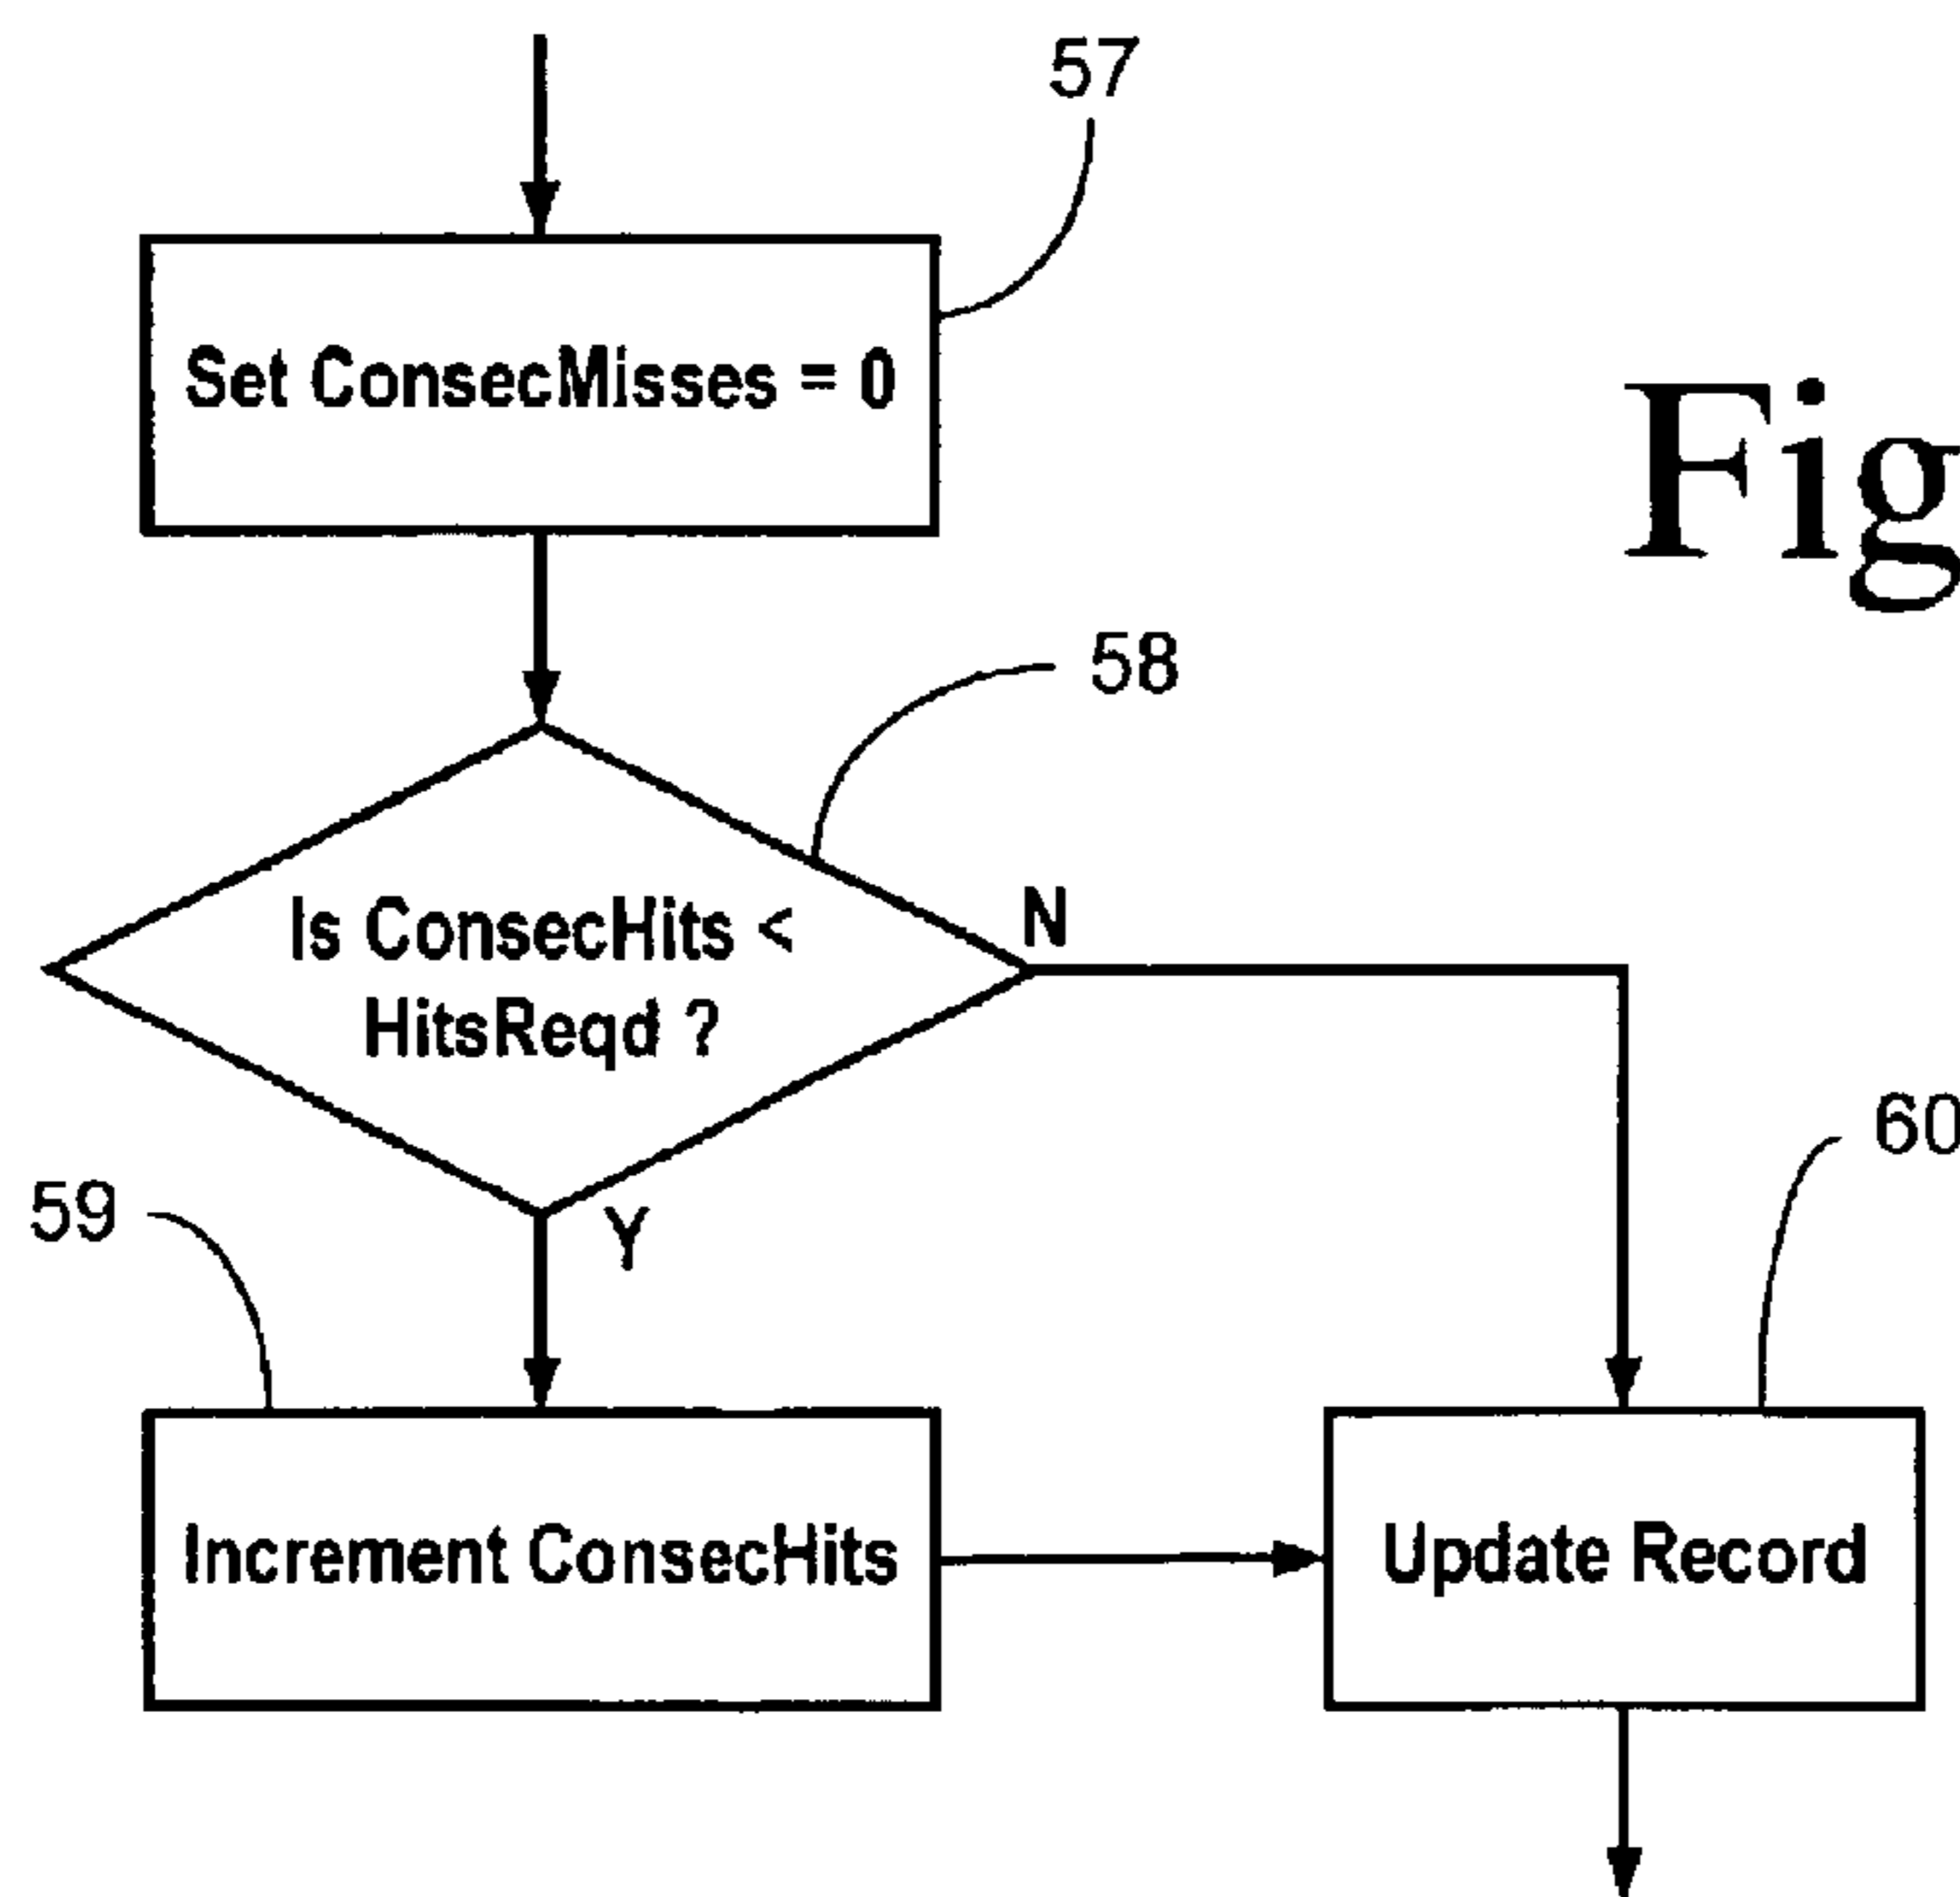 57
Set ConsecMisses = 0
Fig
58
Is ConsecHits <
HitsReqd ?
N
60
59
Y
Increment ConsecHits
Update Record